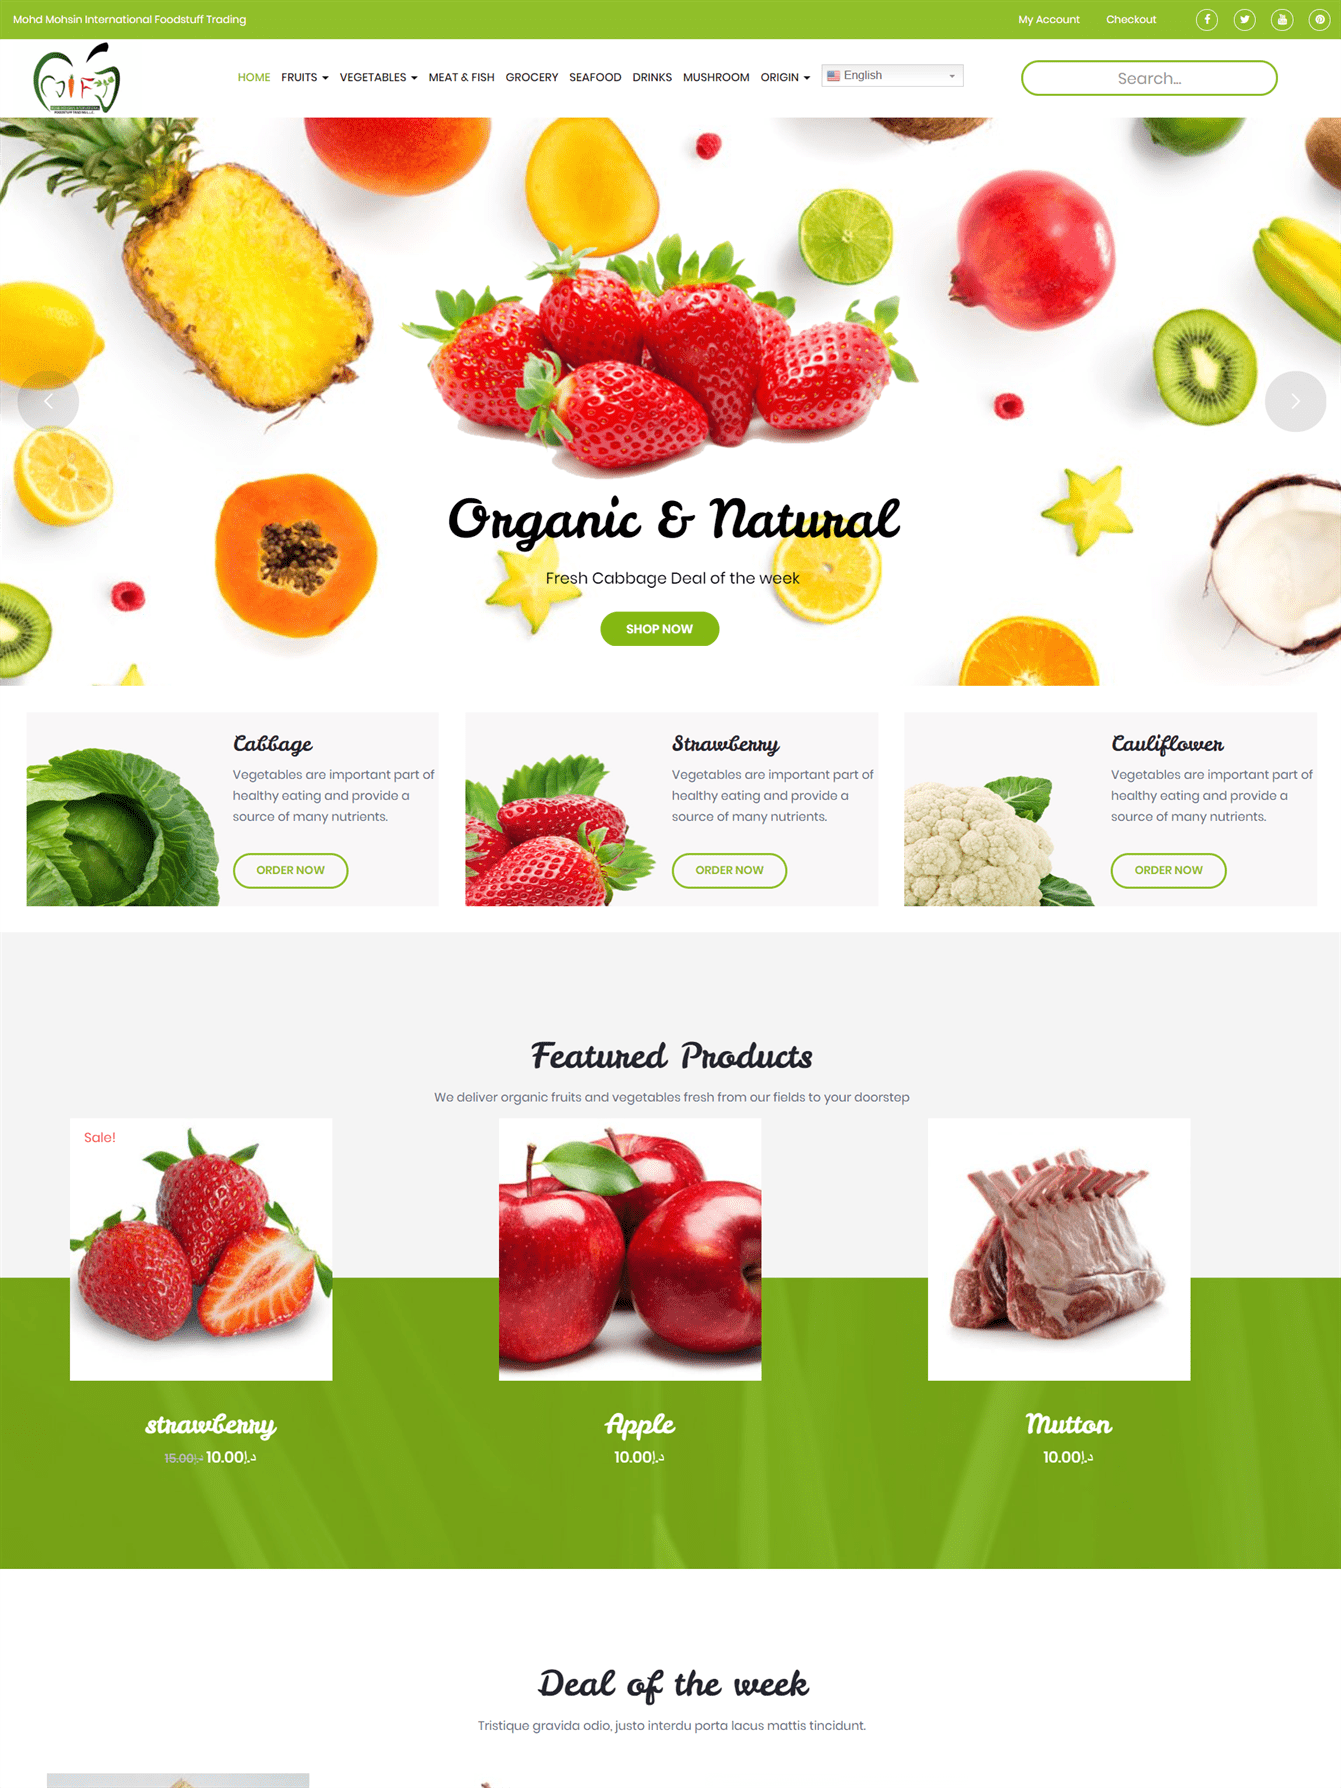 Mohd Mohsin International Foodstuff Trading
My Account Checkout
HOME FRUITS VEGETABLES MEAT & FISH GROCERY SEAFOOD DRINKS MUSHROOM ORIGIN English
Search...
Organic & Natural
Fresh Cabbage Deal of the week
SHOP NOW
Cabbage
Vegetables are important part of
healthy eating and provide a
source of many nutrients.
ORDER NOW
Strawberry
Vegetables are important part of
healthy eating and provide a
source of many nutrients.
ORDER NOW
Cauliflower
Vegetables are important part of
healthy eating and provide a
source of many nutrients.
ORDER NOW
Featured Products
We deliver organic fruits and vegetables fresh from our fields to your doorstep
Sale!
strawberry
15.00د.إ 10.00د.إ
Apple
10.00د.إ
Mutton
10.00د.إ
Deal of the week
Tristique gravida odio, justo interdu porta lacus mattis tincidunt.